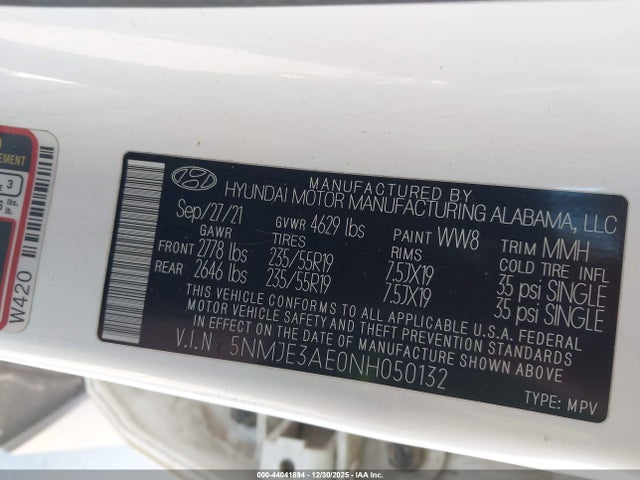 EMENT
3
lb.
W420
MANUFACTURED BY
HYUNDAI MOTOR MANUFACTURING ALABAMA, LLC
Sep/27/21 GVWR 4629 lbs PAINT WW8 TRIM MMH
GAWR TIRES RIMS COLD TIRE INFL
FRONT 2778 lbs 235/55R19 7.5JX19 35 psi SINGLE
REAR 2646 lbs 235/55R19 7.5JX19 35 psi SINGLE
THIS VEHICLE CONFORMS TO ALL APPLICABLE U.S.A. FEDERAL
MOTOR VEHICLE SAFETY AND THEFT PREVENTION STANDARDS
IN EFFECT ON THE DATE OF MANUFACTURE SHOWN ABOVE
V.I.N 5NMJE3AE0NH050132
TYPE: MPV
000-44041894 - 12/30/2025 - IAA Inc.